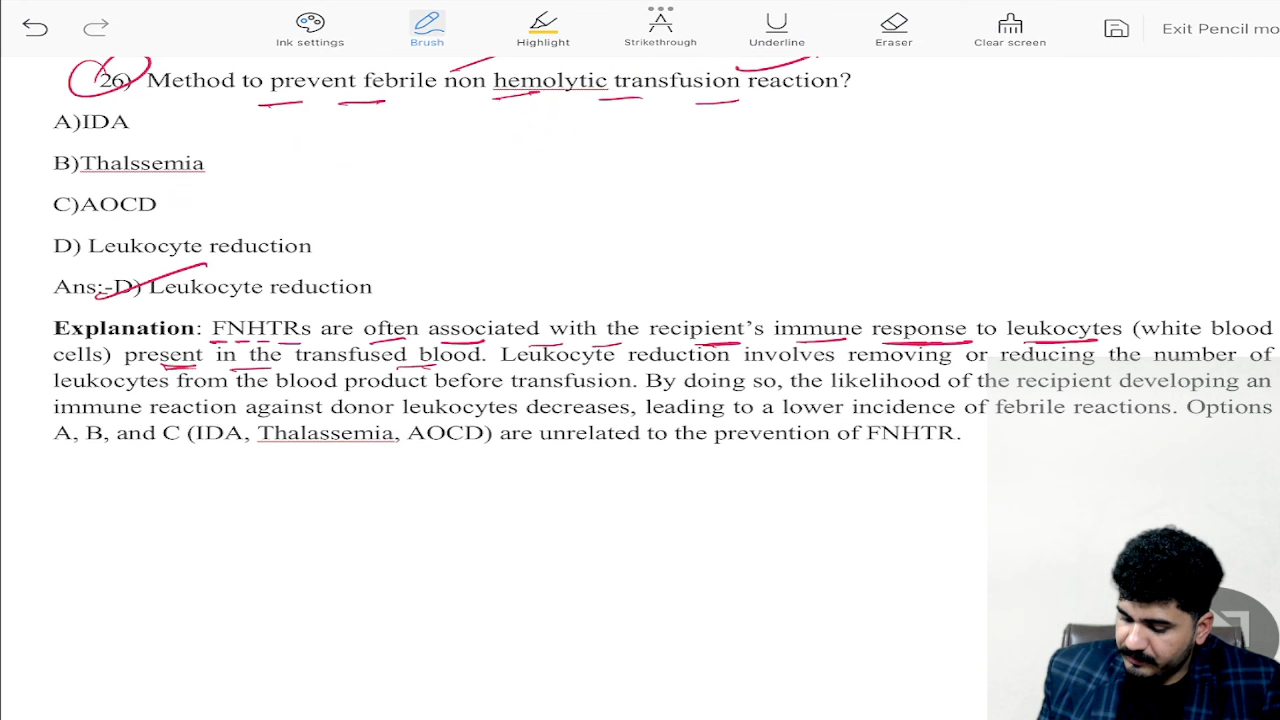 Ink settings
Brush
Highlight
Strikethrough
Underline
Eraser
Clear screen
Exit Pencil mo
26) Method to prevent febrile non hemolytic transfusion reaction?
A)IDA
B)Thalssemia
C)AOCD
D) Leukocyte reduction
Ans:-D) Leukocyte reduction
Explanation: FNHTRs are often associated with the recipient's immune response to leukocytes (white blood
cells) present in the transfused blood. Leukocyte reduction involves removing or reducing the number of
leukocytes from the blood product before transfusion. By doing so, the likelihood of the recipient developing an
immune reaction against donor leukocytes decreases, leading to a lower incidence of febrile reactions. Options
A, B, and C (IDA, Thalassemia, AOCD) are unrelated to the prevention of FNHTR.